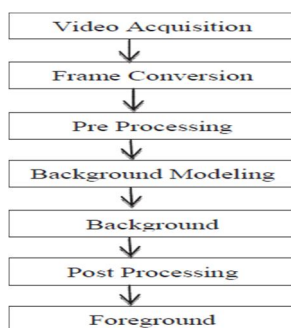 Video Acquisition
Frame Conversion
Pre Processing
Background Modeling
Background
Post Processing
Foreground